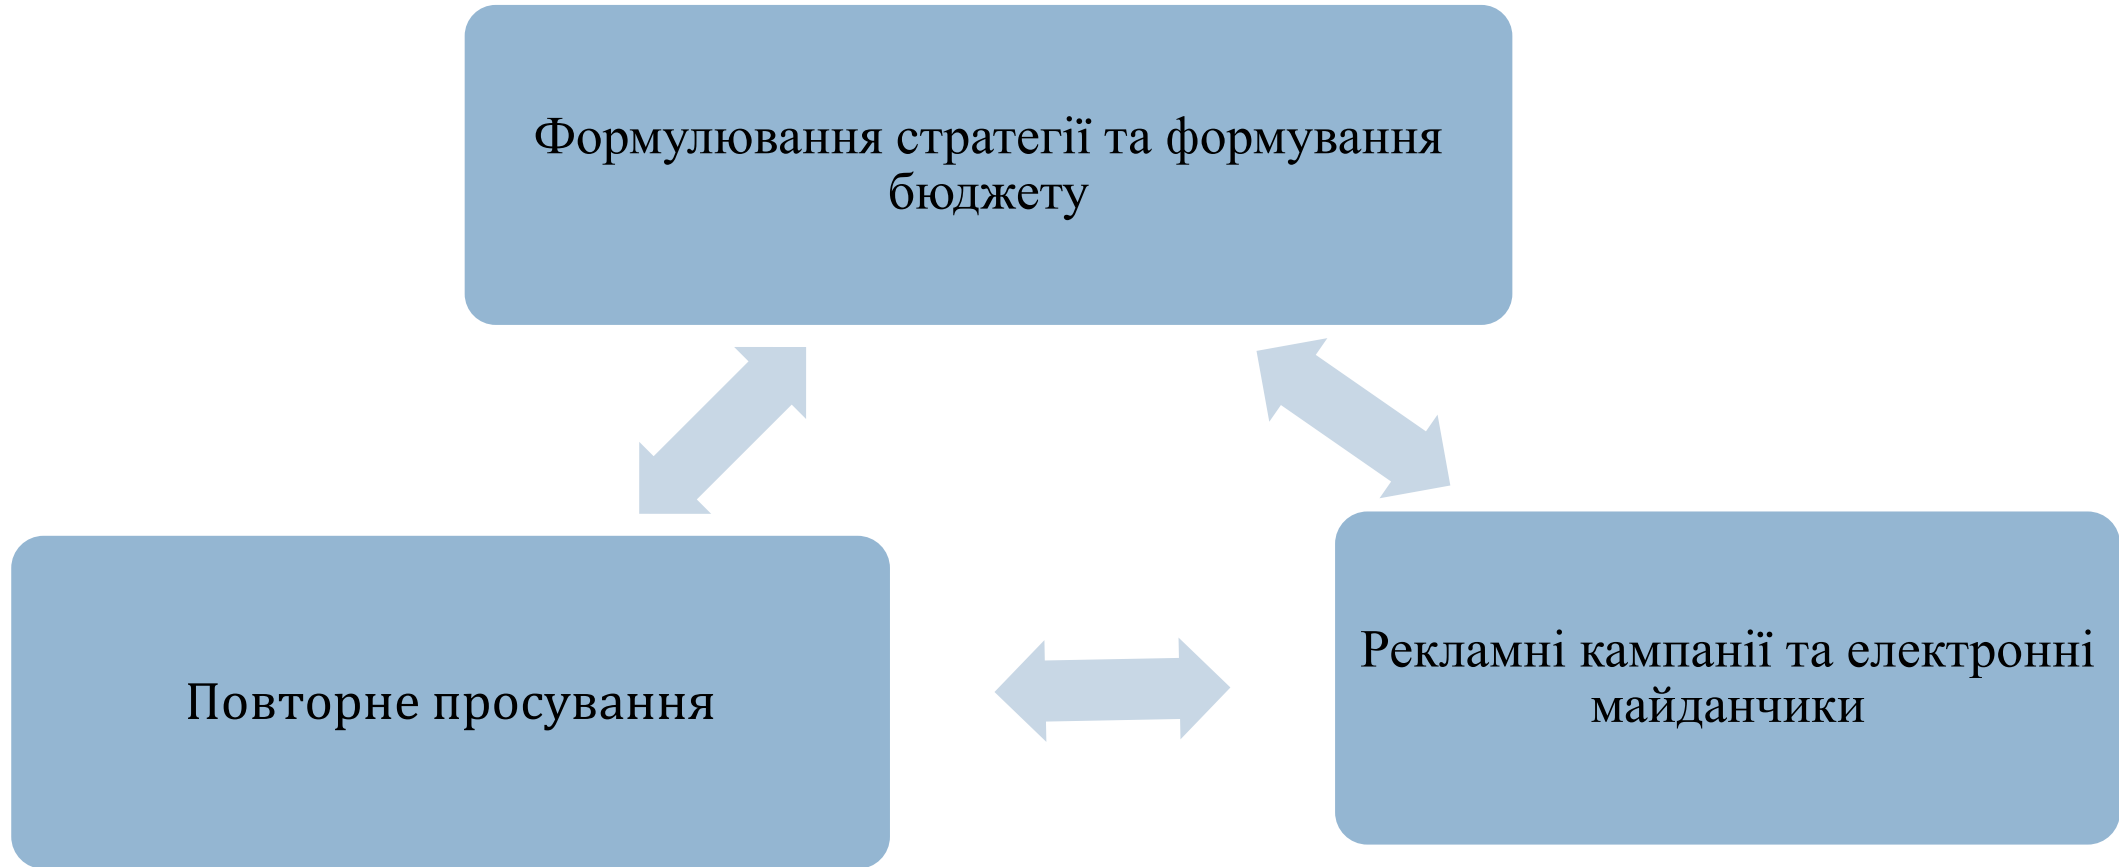 Формулювання стратегії та формування
бюджету
Повторне просування
Рекламні кампанії та електронні
майданчики